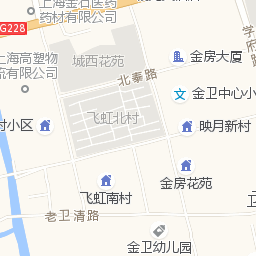 上海金石医药
药材有限公司
G228
城西花苑
金房大厦
学府
上海高塑物
流有限公司
北奉路
金卫中心小
飞虹北村
村小区
映月新村
金房花苑
飞虹南村
老卫清路
金卫幼儿园